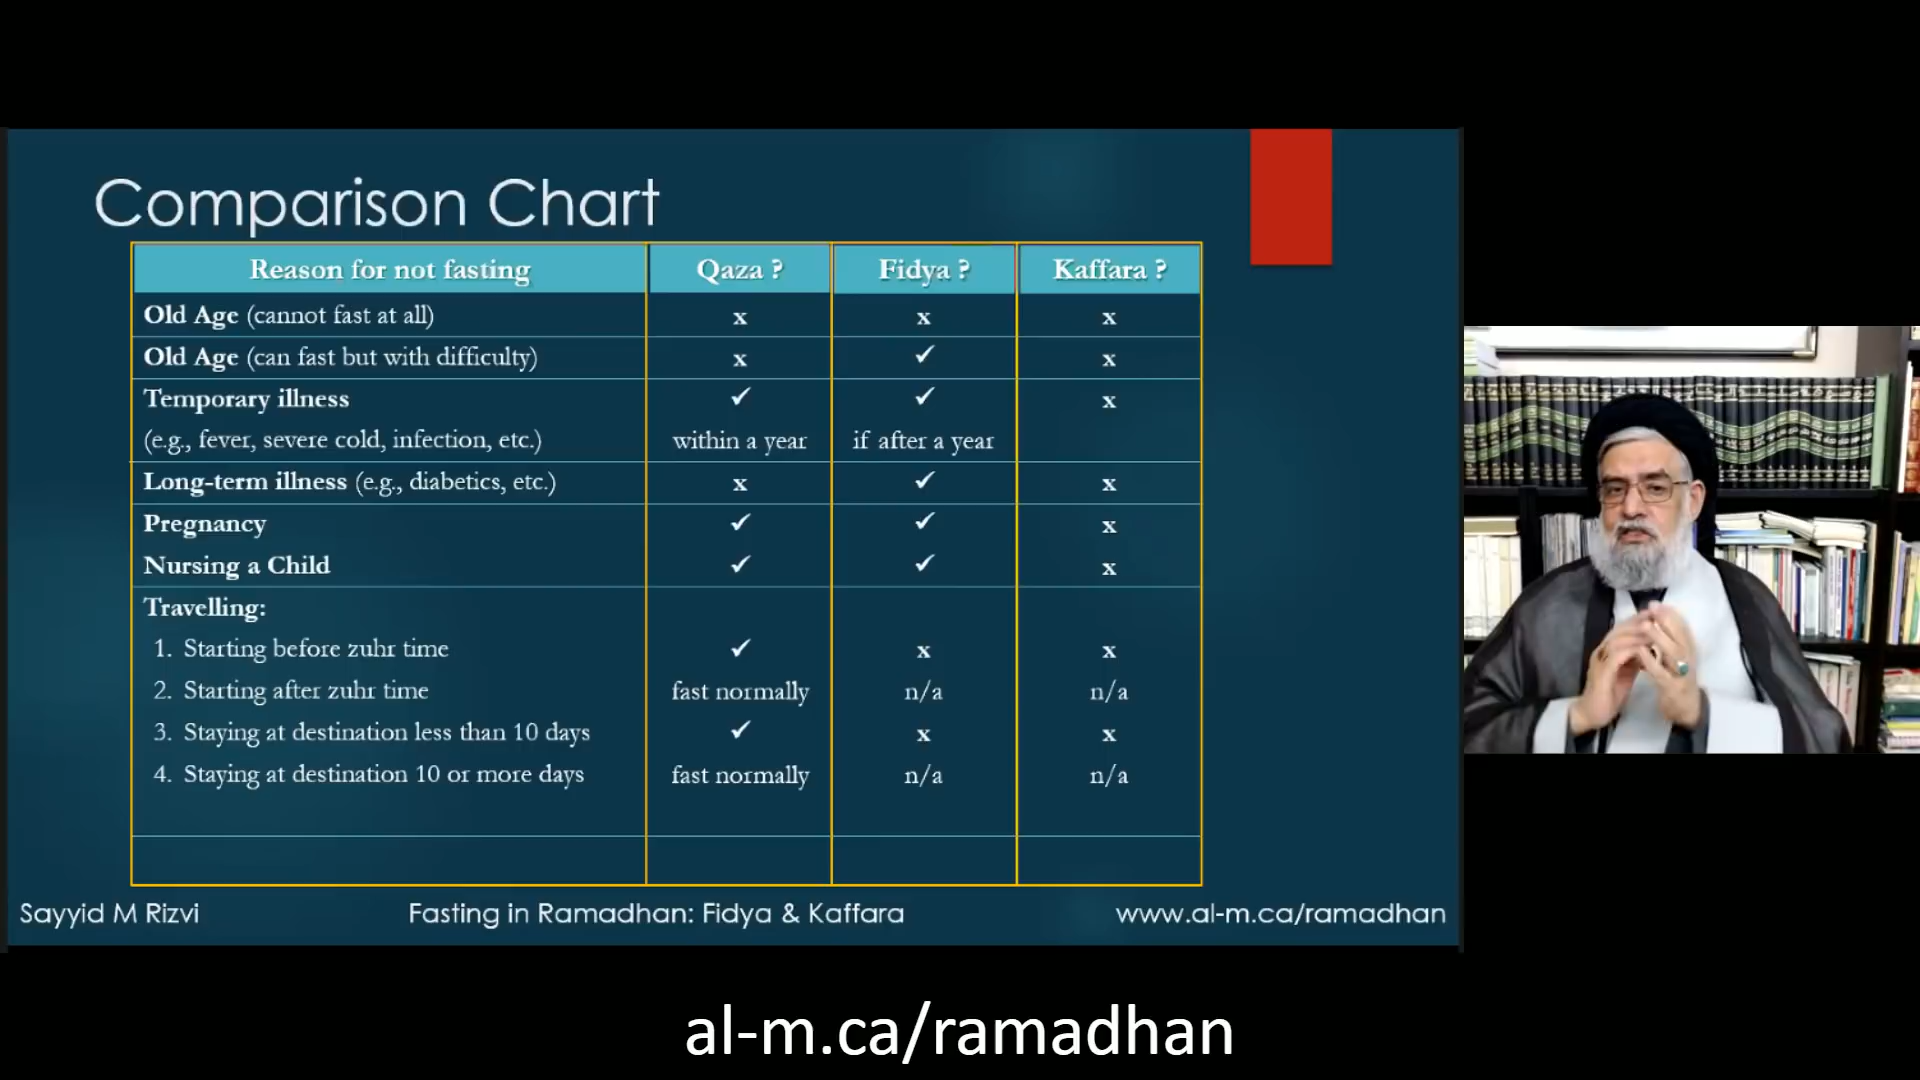 Comparison Chart
Reason for not fasting Qaza ? Fidya ? Kaffara ?
Old Age (cannot fast at all) x x x
Old Age (can fast but with difficulty) x ✓ x
Temporary illness ✓ ✓ x
(e.g., fever, severe cold, infection, etc.) within a year if after a year
Long-term illness (e.g., diabetics, etc.) x ✓ x
Pregnancy ✓ ✓ x
Nursing a Child ✓ ✓ x
Travelling:
1. Starting before zuhr time ✓ x x
2. Starting after zuhr time fast normally n/a n/a
3. Staying at destination less than 10 days ✓ x x
4. Staying at destination 10 or more days fast normally n/a n/a
Sayyid M Rizvi Fasting in Ramadhan: Fidya & Kaffara www.al-m.ca/ramadhan
al-m.ca/ramadhan